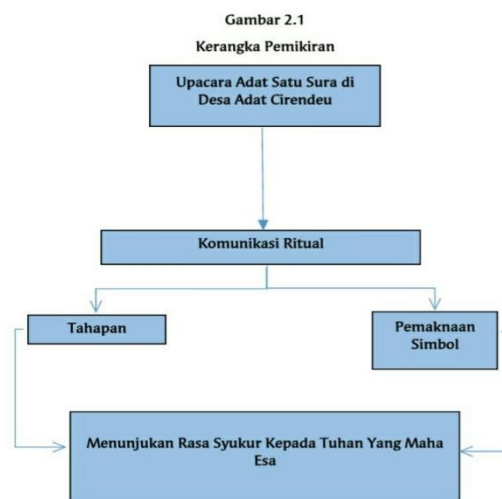 Gambar 2.1
Kerangka Pemikiran
Upacara Adat Satu Sura di
Desa Adat Cirendeu
Komunikasi Ritual
Tahapan
Pemaknaan
Simbol
Menunjukan Rasa Syukur Kepada Tuhan Yang Maha
Esa